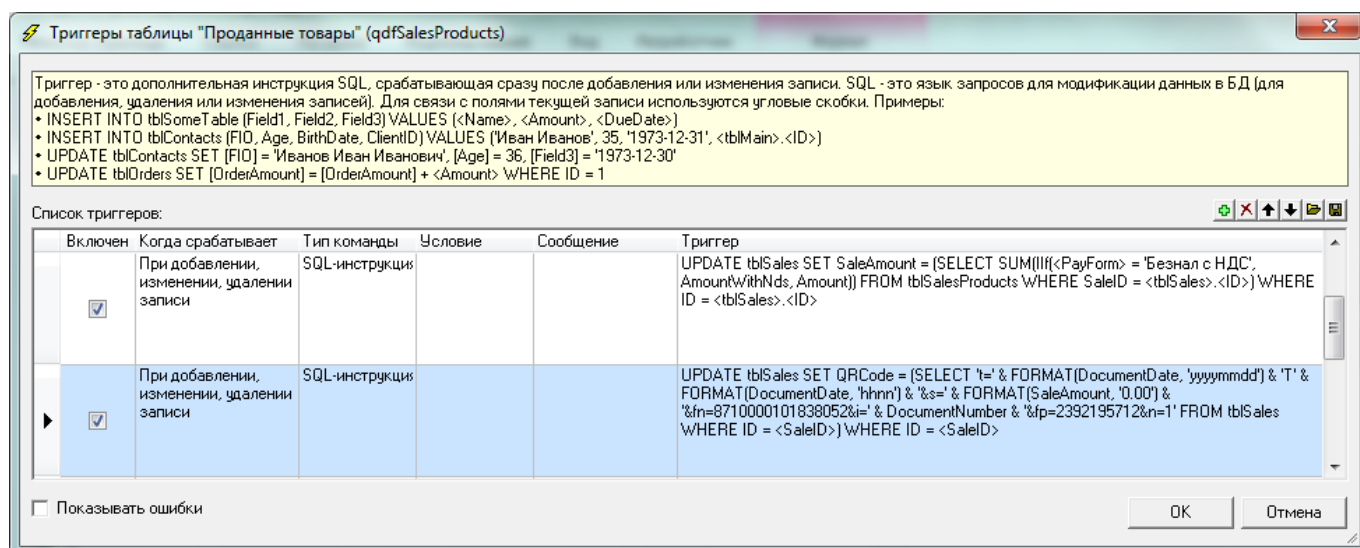 Триггеры таблицы "Проданные товары" (qdfSalesProducts)
Триггер - это дополнительная инструкция SQL, срабатывающая сразу после добавления или изменения записи. SQL - это язык запросов для модификации данных в БД (для
добавления, удаления или изменения записей). Для связи с полями текущей записи используются угловые скобки. Примеры:
• INSERT INTO tblSomeTable (Field1, Field2, Field3) VALUES (<Name>, <Amount>, <DueDate>)
• INSERT INTO tblContacts (FIO, Age, BirthDate, ClientID) VALUES ('Иван Иванов', 35, '1973-12-31', <tblMain>.<ID>)
• UPDATE tblContacts SET [FIO] = 'Иванов Иван Иванович', [Age] = 36, [Field3] = '1973-12-30'
• UPDATE tblOrders SET [OrderAmount] = [OrderAmount] + <Amount> WHERE ID = 1
Список триггеров:
Включен Когда срабатывает Тип команды Условие Сообщение Триггер
При добавлении, SQL-инструкция UPDATE tblSales SET SaleAmount = (SELECT SUM(IIf(<PayForm> = 'Безнал с НДС',
изменении, удалении AmountWithNds, Amount)) FROM tblSalesProducts WHERE SaleID = <tblSales>.<ID>) WHERE
записи ID = <tblSales>.<ID>
При добавлении, SQL-инструкция UPDATE tblSales SET QRCode = (SELECT 't=' & FORMAT(DocumentDate, 'yyyymmdd') & 'T' &
изменении, удалении FORMAT(DocumentDate, 'hhnn') & '&s=' & FORMAT(SaleAmount, '0.00') &
записи '&fn=8710000101838052&i=' & DocumentNumber & '&fp=2392195712&n=1' FROM tblSales
WHERE ID = <SaleID>) WHERE ID = <SaleID>
Показывать ошибки
OK Отмена